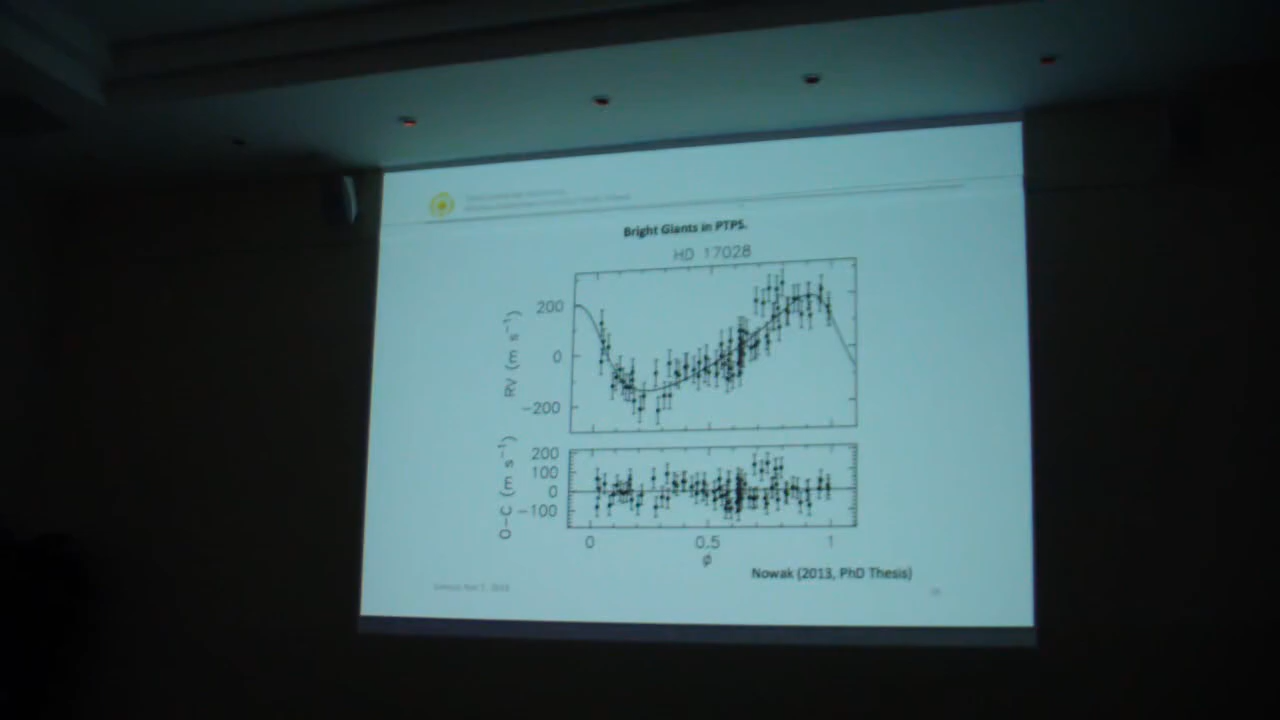 Bright Giants in PTPS.
HD 17028
200
0
−200
RV (m s⁻¹)
200
100
0
−100
O−C (m s⁻¹)
0 0.5 1
ϕ
Nowak (2013, PhD Thesis)